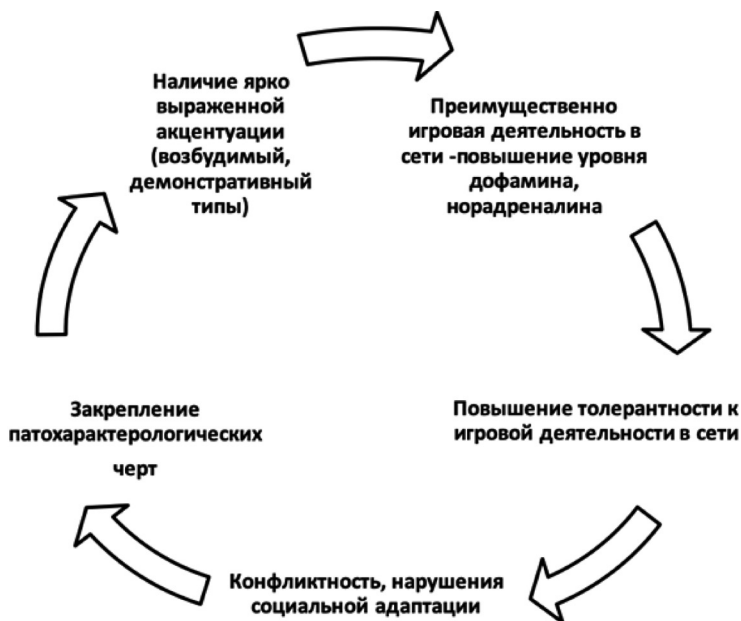 Наличие ярко
выраженной
акцентуации
(возбудимый,
демонстративный
типы)
Преимущественно
игровая деятельность в
сети -повышение уровня
дофамина,
норадреналина
Повышение толерантности к
игровой деятельности в сети
Конфликтность, нарушения
социальной адаптации
Закрепление
патохарактерологических
черт